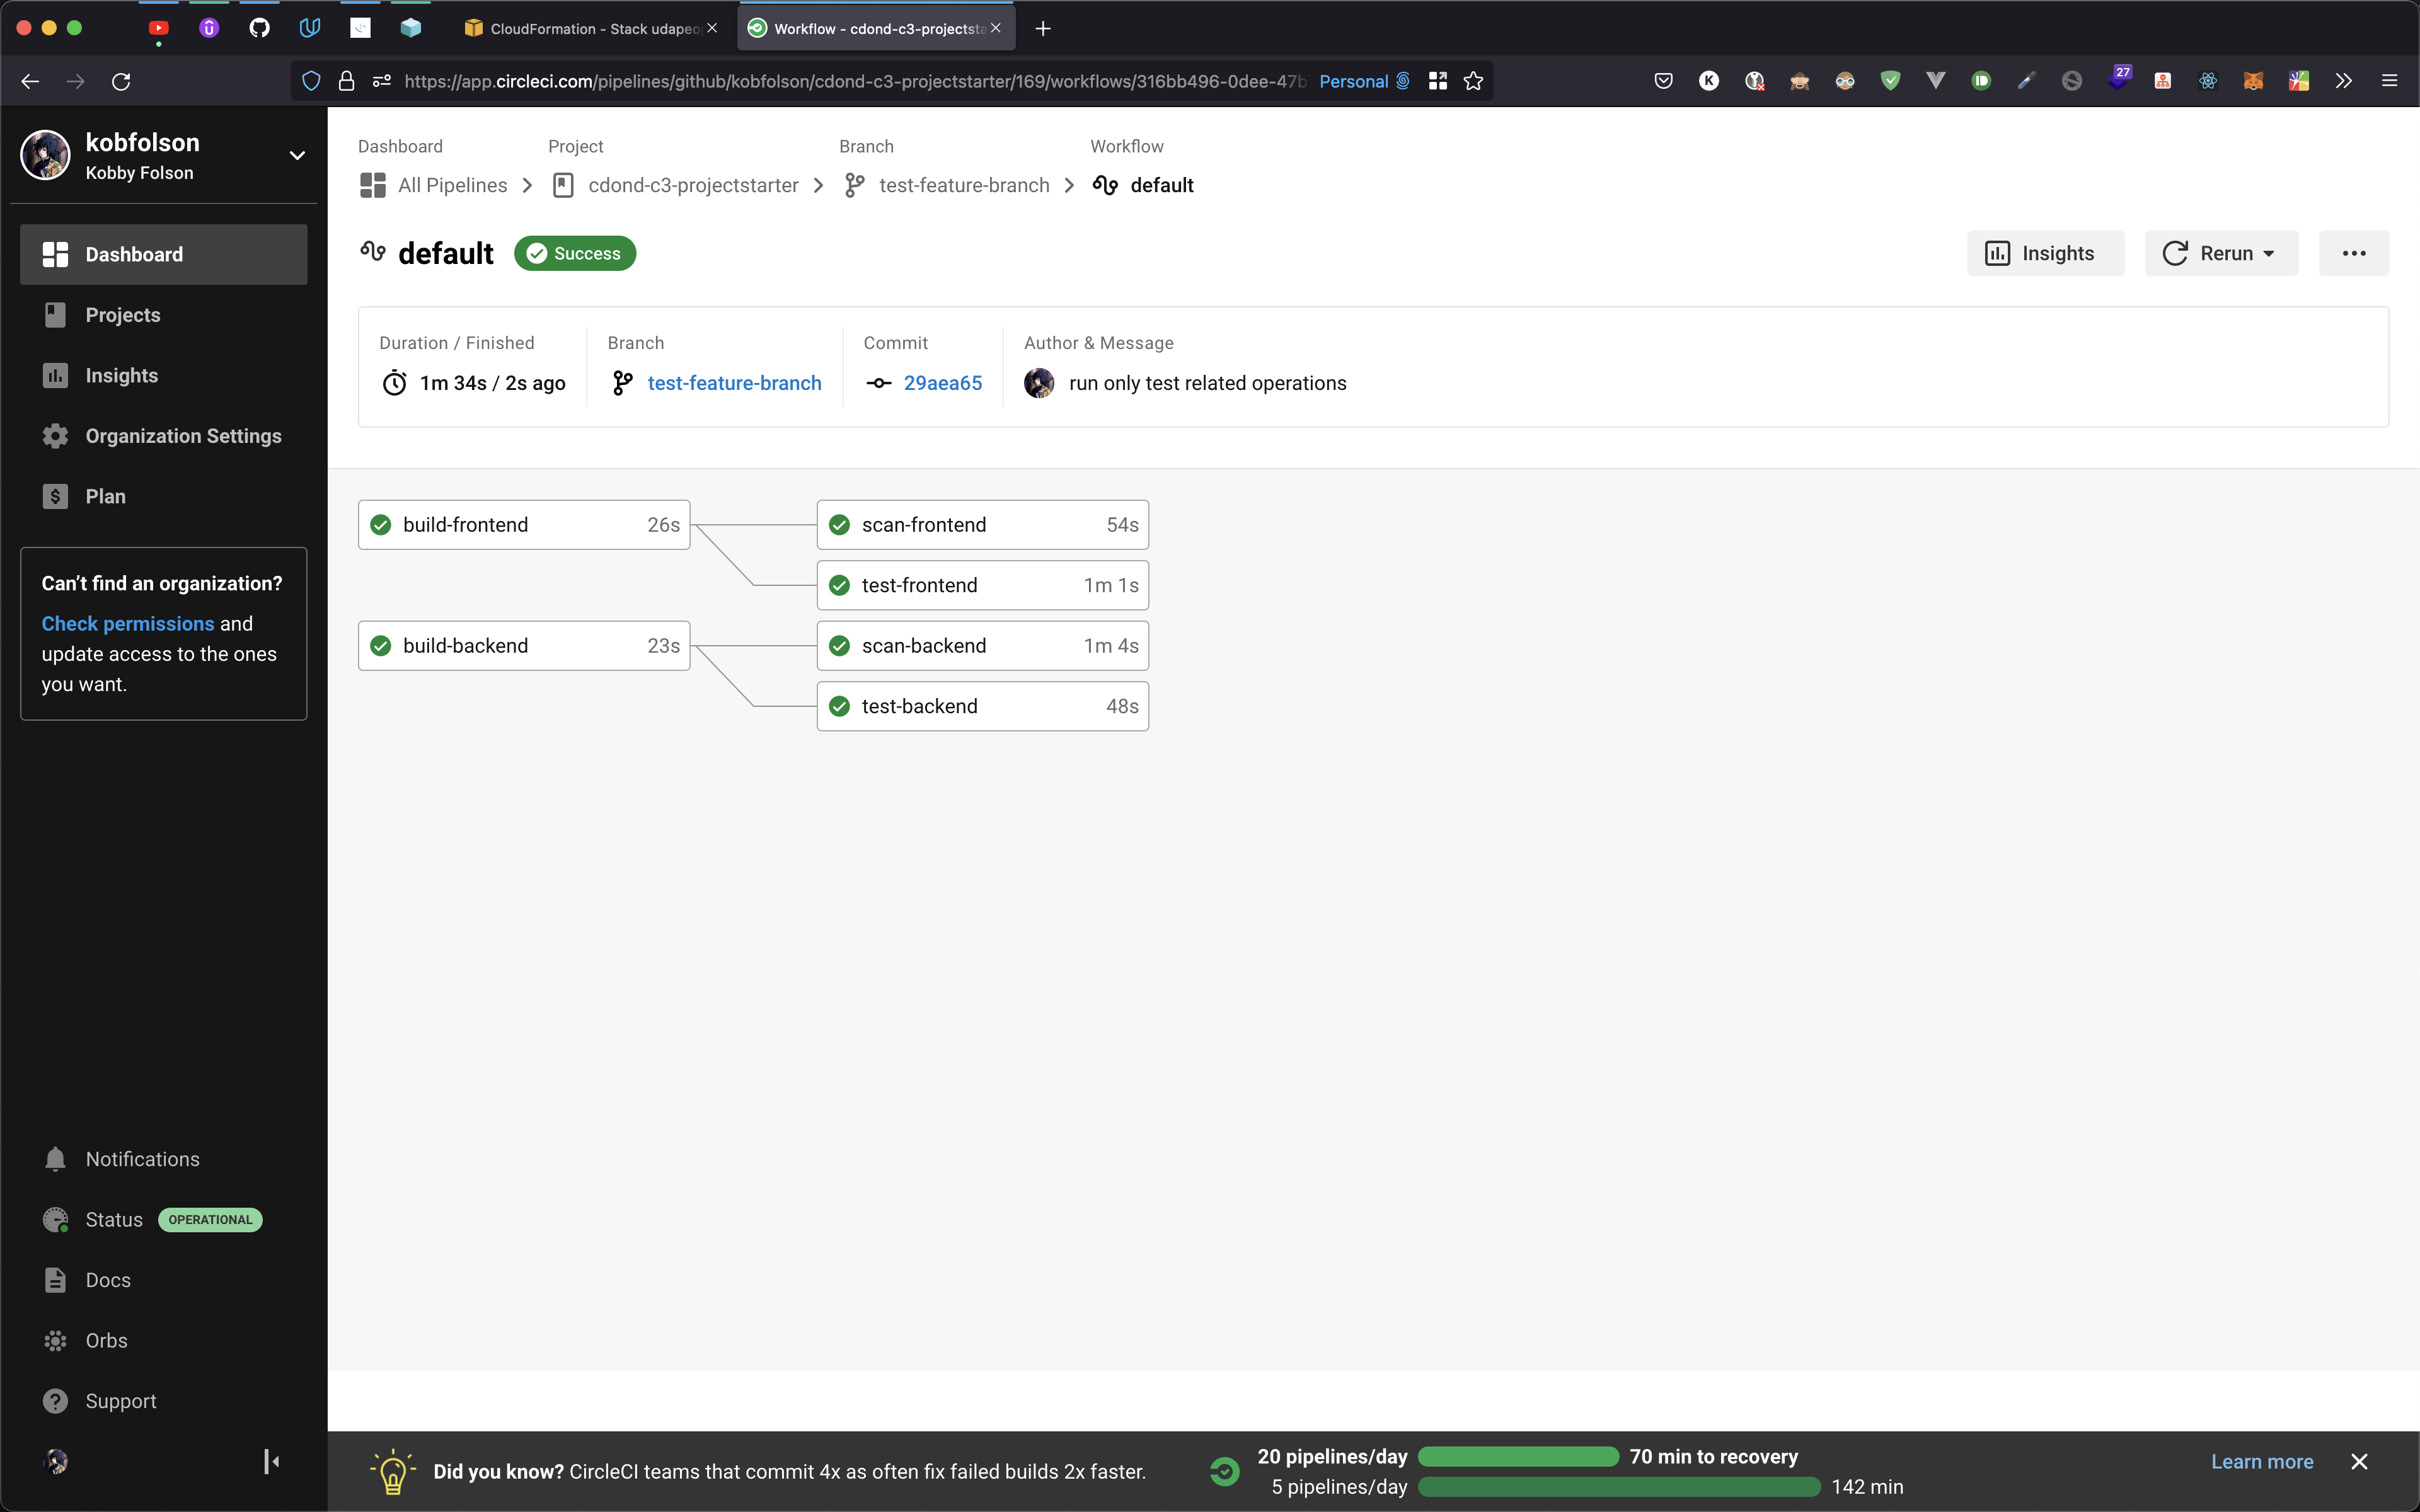 CloudFormation - Stack udapeo
Workflow - cdond-c3-projectsta
https://app.circleci.com/pipelines/github/kobfolson/cdond-c3-projectstarter/169/workflows/316bb496-0dee-47b
Personal
27
kobfolson
Kobby Folson
Dashboard
Projects
Insights
Organization Settings
Plan
Can't find an organization?
Check permissions and
update access to the ones
you want.
Notifications
Status OPERATIONAL
Docs
Orbs
Support
Dashboard Project Branch Workflow
All Pipelines cdond-c3-projectstarter test-feature-branch default
default Success
Insights Rerun
Duration / Finished Branch Commit Author & Message
1m 34s / 2s ago test-feature-branch 29aea65 run only test related operations
build-frontend 26s scan-frontend 54s
test-frontend 1m 1s
build-backend 23s scan-backend 1m 4s
test-backend 48s
Did you know? CircleCI teams that commit 4x as often fix failed builds 2x faster.
20 pipelines/day 70 min to recovery
5 pipelines/day 142 min
Learn more